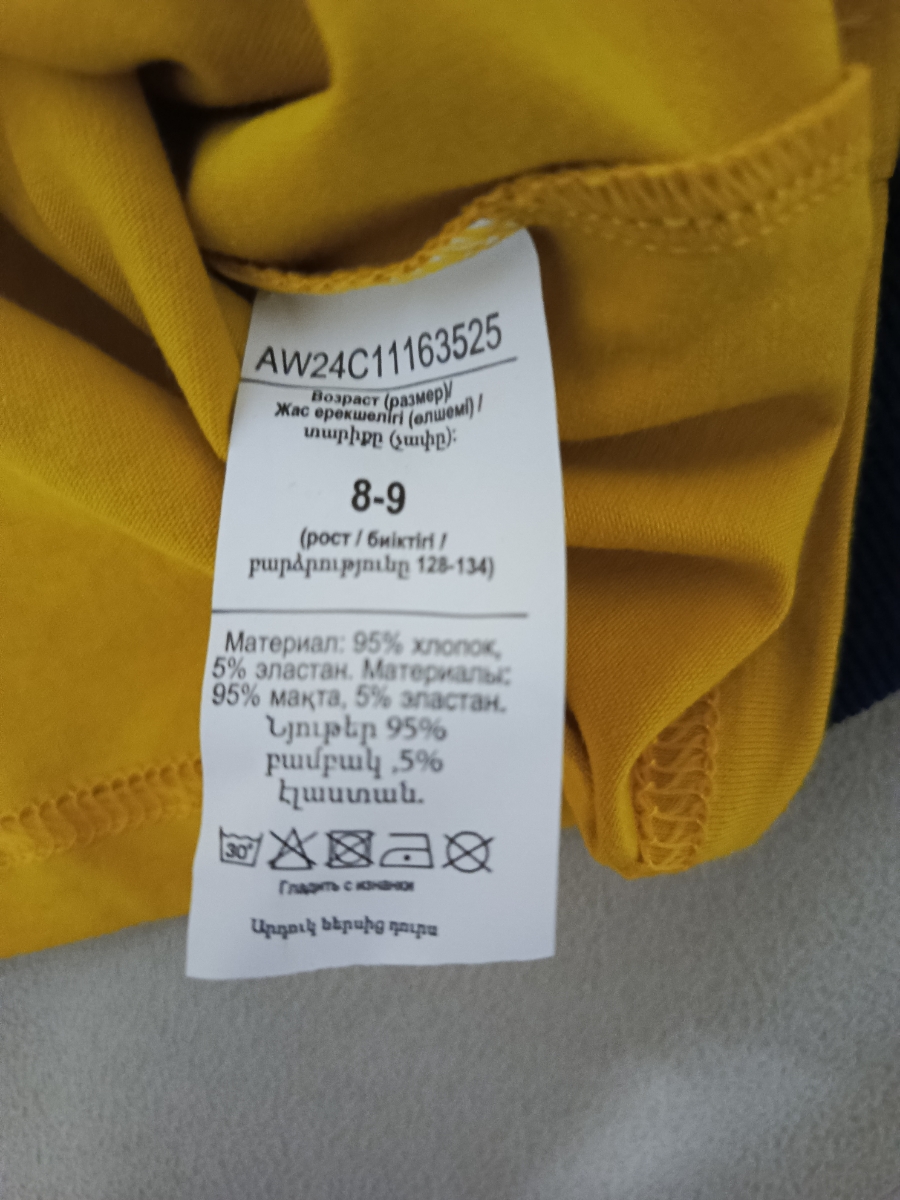 AW24C11163525
Возраст (размер)/
Жас ерекшелігі (өлшемі) /
տարիքը (չափը):
8-9
(рост / биіктігі /
բարձրությունը 128-134)
Материал: 95% хлопок,
5% эластан. Материалы:
95% мақта, 5% эластан.
Նյութեր 95%
բամբակ ,5%
էլաստան.
30°
Гладить с изнанки
Արդուկ ներսից դուրս